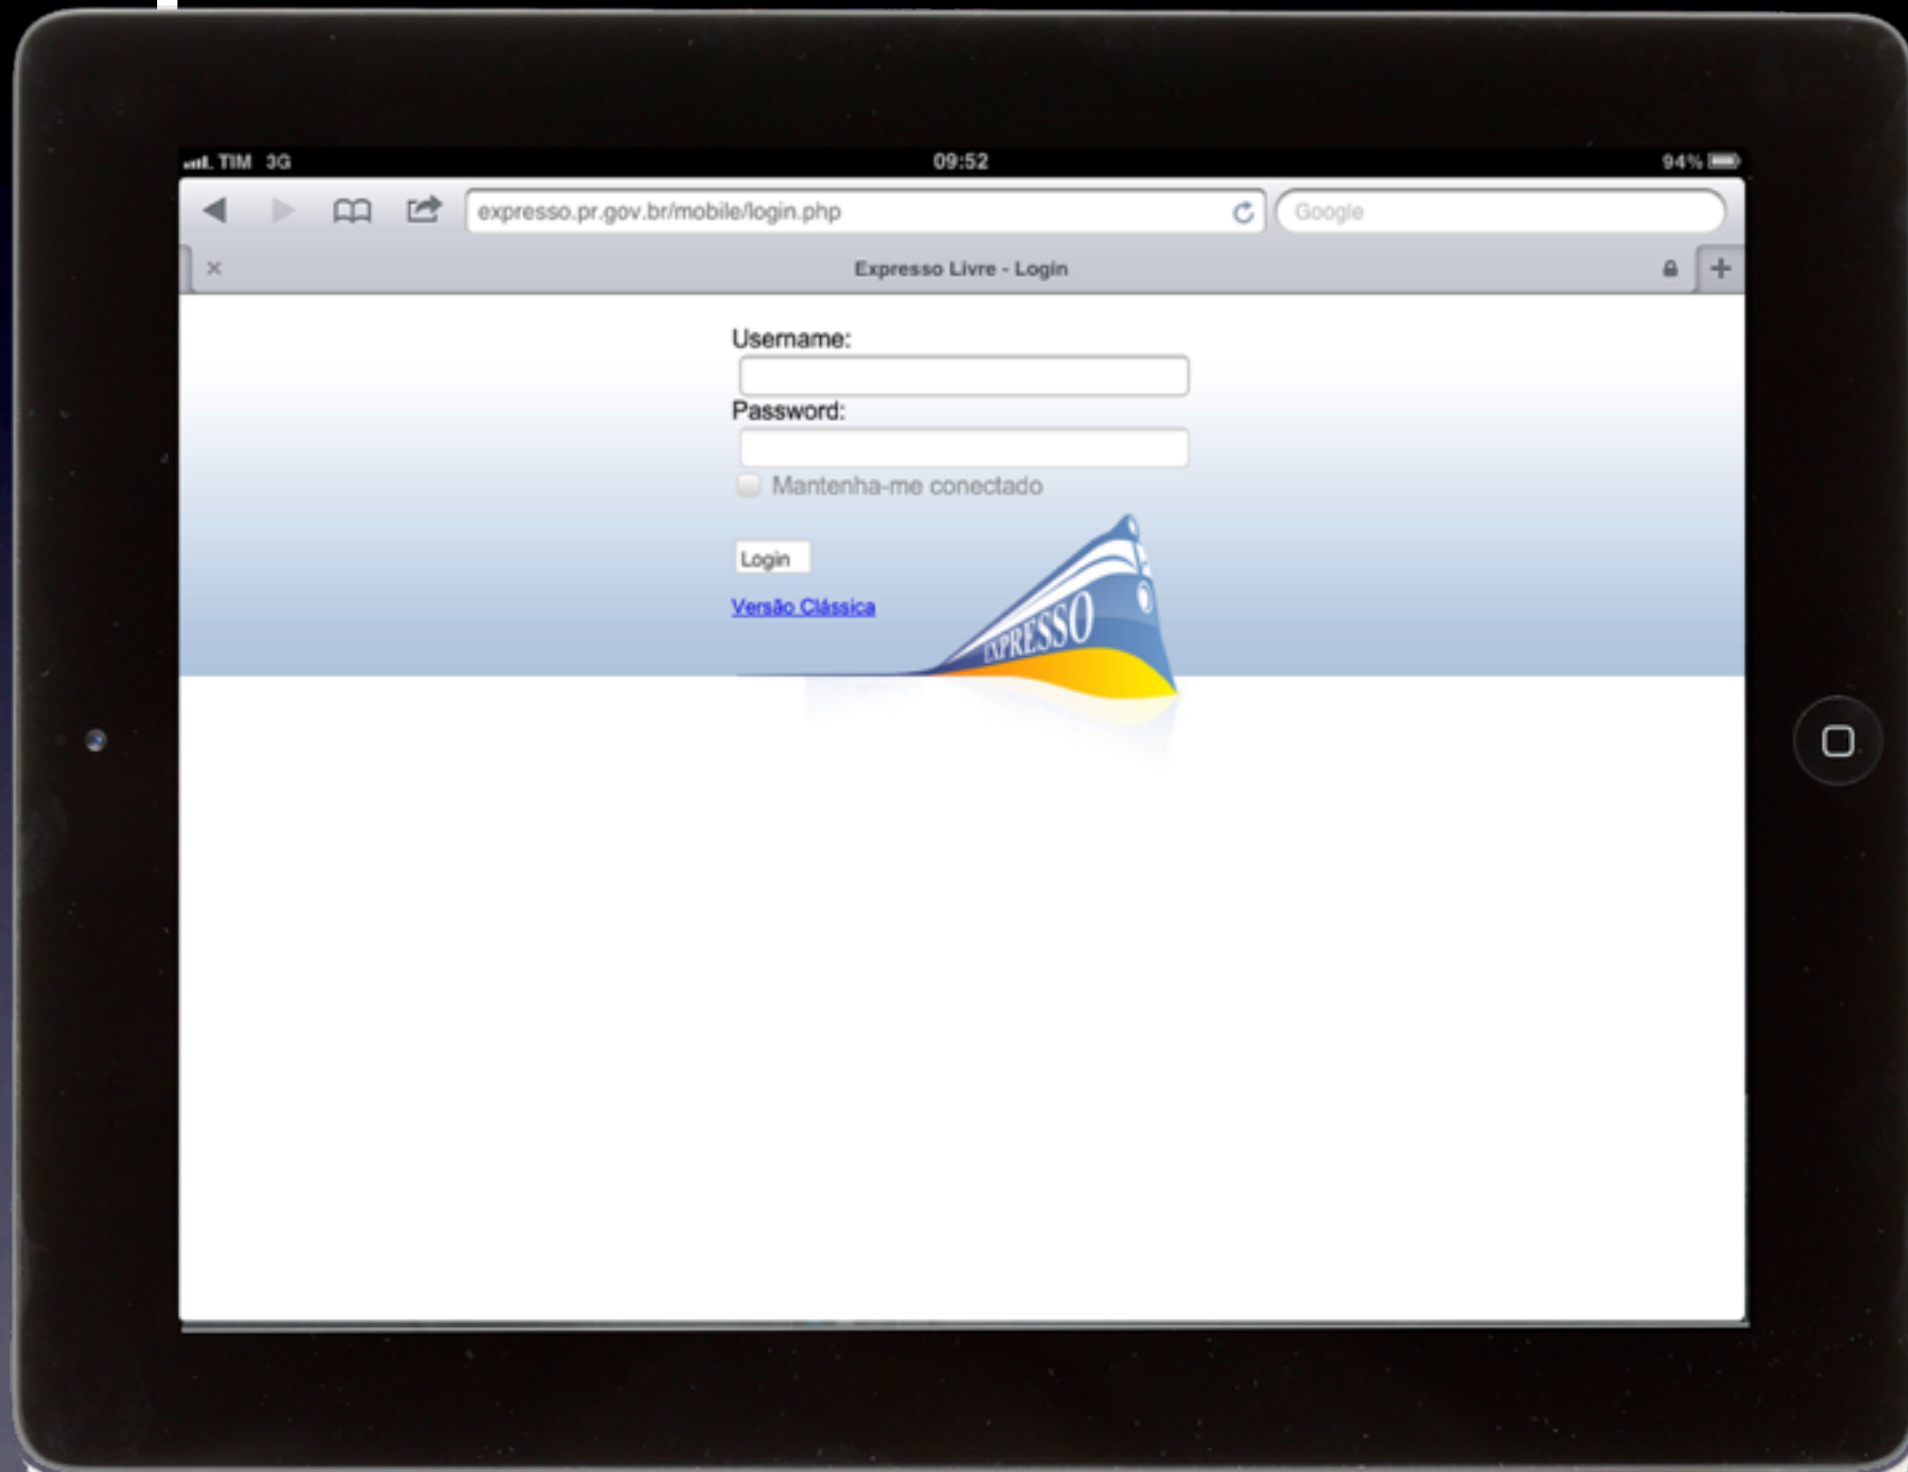 TIM 3G 09:52 94%
expresso.pr.gov.br/mobile/login.php Google
Expresso Livre - Login
Username:
Password:
Mantenha-me conectado
Login
Versão Clássica
EXPRESSO